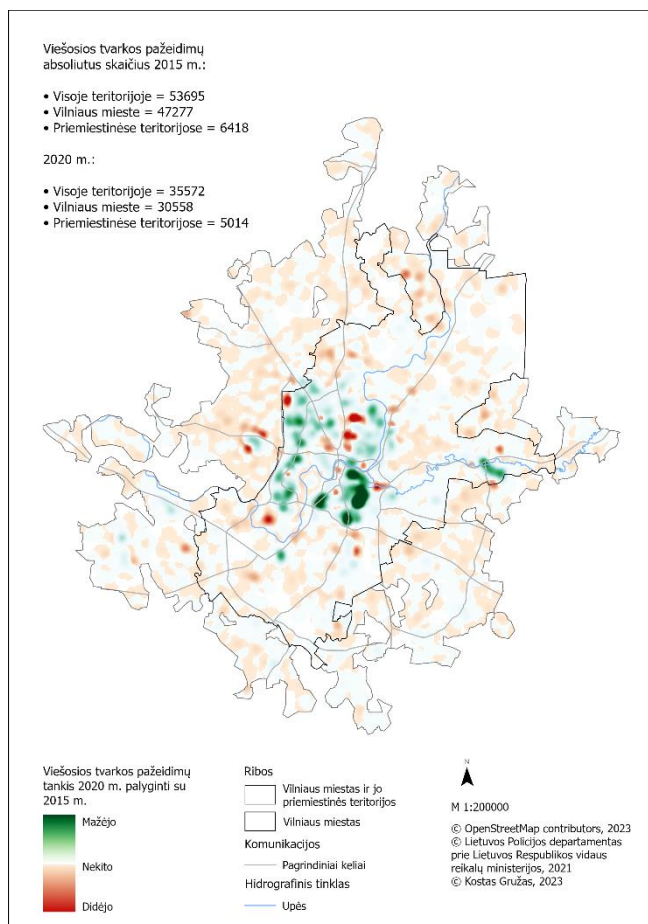 Viešosios tvarkos pažeidimų
absoliutus skaičius 2015 m.:
• Visoje teritorijoje = 53695
• Vilniaus mieste = 47277
• Priemiestinėse teritorijose = 6418
2020 m.:
• Visoje teritorijoje = 35572
• Vilniaus mieste = 30558
• Priemiestinėse teritorijose = 5014
Viešosios tvarkos pažeidimų
tankis 2020 m. palyginti su
2015 m.
Mažėjo
Nekito
Didėjo
Ribos
Vilniaus miestas ir jo
priemiestinės teritorijos
Vilniaus miestas
Komunikacijos
Pagrindiniai keliai
Hidrografinis tinklas
Upės
N
M 1:200000
© OpenStreetMap contributors, 2023
© Lietuvos Policijos departamentas
prie Lietuvos Respublikos vidaus
reikalų ministerijos, 2021
© Kostas Gružas, 2023